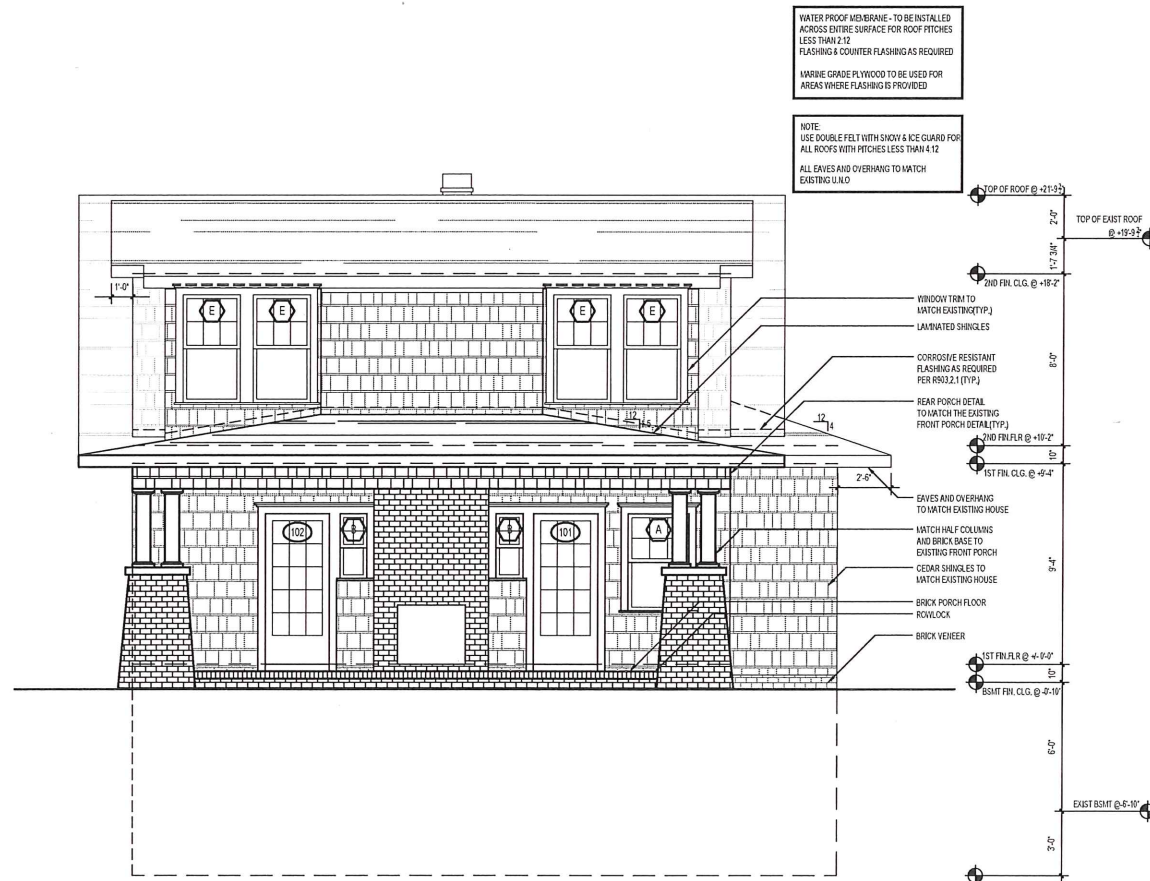 WATER PROOF MEMBRANE - TO BE INSTALLED
ACROSS ENTIRE SURFACE FOR ROOF PITCHES
LESS THAN 2:12
FLASHING & COUNTER FLASHING AS REQUIRED
MARINE GRADE PLYWOOD TO BE USED FOR
AREAS WHERE FLASHING IS PROVIDED
NOTE:
USE DOUBLE FELT WITH SNOW & ICE GUARD FOR
ALL ROOFS WITH PITCHES LESS THAN 4:12
ALL EAVES AND OVERHANG TO MATCH
EXISTING U.N.O
TOP OF ROOF @ +21'-9
2'-0"
TOP OF EXIST ROOF
@ +19'-9
1'-7 3/4"
2ND FIN. CLG. @ +18'-2"
1'-0"
E
E
E
E
WINDOW TRIM TO
MATCH EXISTING(TYP.)
LAMINATED SHINGLES
CORROSIVE RESISTANT
FLASHING AS REQUIRED
PER R903.2.1 (TYP.)
8'-0"
REAR PORCH DETAIL
TO MATCH THE EXISTING
FRONT PORCH DETAIL(TYP.)
12
12
4
2ND FIN.FLR @ +10'-2"
10"
1ST FIN. CLG. @ +9'-4"
2'-6"
EAVES AND OVERHANG
TO MATCH EXISTING HOUSE
102
B
B
101
A
MATCH HALF COLUMNS
AND BRICK BASE TO
EXISTING FRONT PORCH
9'-4"
CEDAR SHINGLES TO
MATCH EXISTING HOUSE
BRICK PORCH FLOOR
ROWLOCK
BRICK VENEER
1ST FIN.FLR @ +/- 0'-0"
10"
BSMT FIN. CLG. @ -0'-10"
6'-0"
EXIST BSMT @-6'-10"
3'-0"